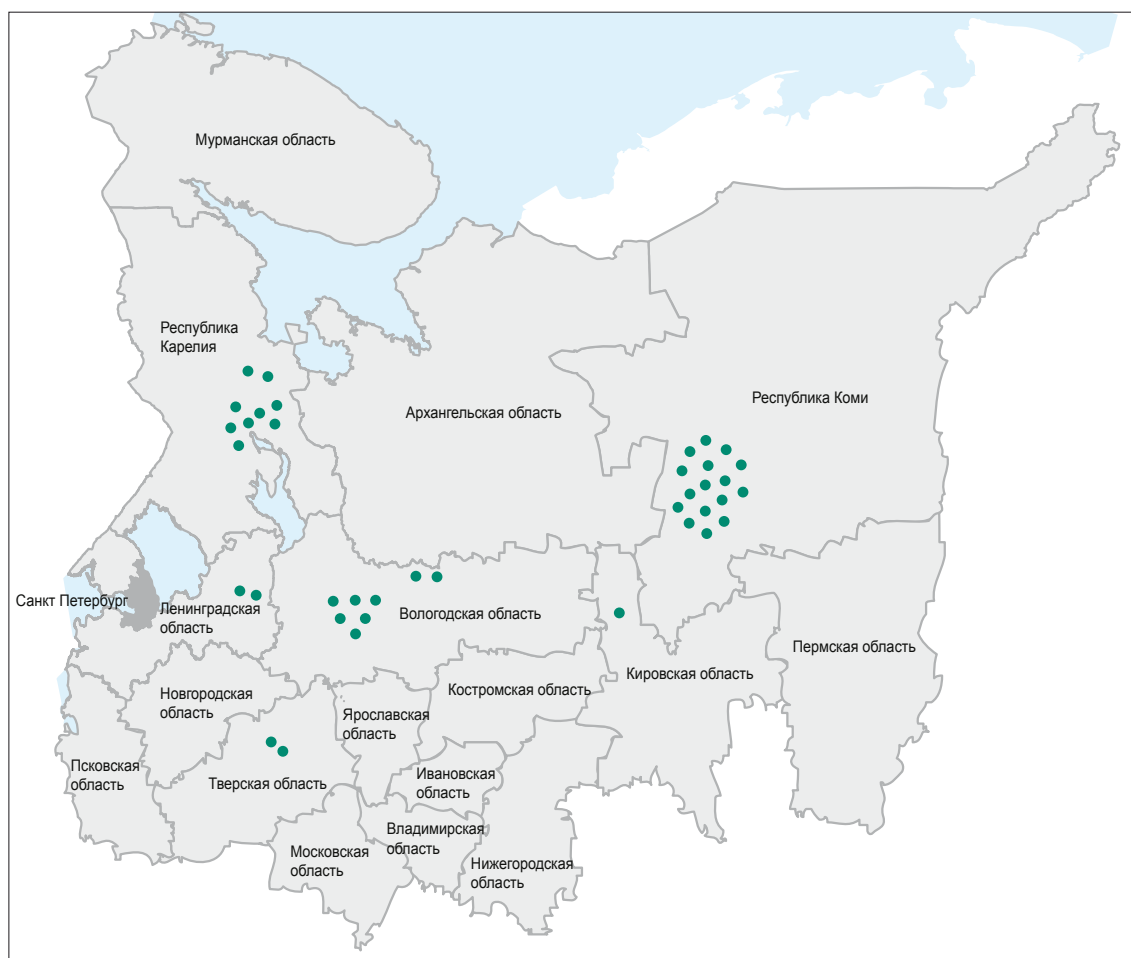 Мурманская область
Республика
Карелия
Архангельская область
Республика Коми
Санкт Петербург
Ленинградская
область
Вологодская область
Кировская область
Пермская область
Новгородская
область
Костромская область
Ярославская
область
Псковская
область
Тверская область
Ивановская
область
Владимирская
область
Московская
область
Нижегородская
область